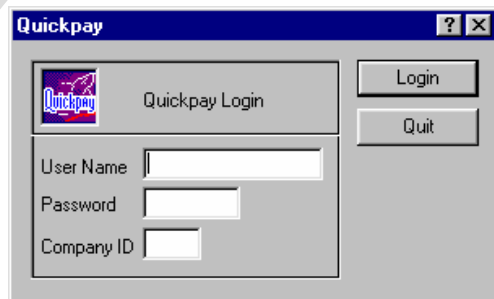 Quickpay
? X
Quickpay
Quickpay Login
Login
Quit
User Name
Password
Company ID